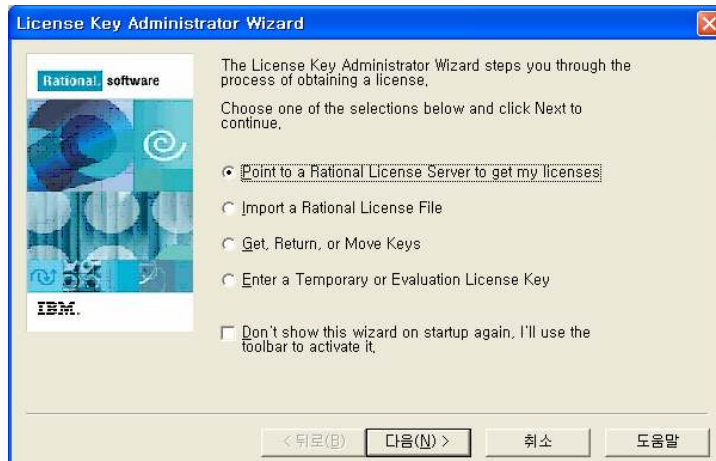 License Key Administrator Wizard
Rational. software
IBM.
The License Key Administrator Wizard steps you through the
process of obtaining a license,
Choose one of the selections below and click Next to
continue,
Point to a Rational License Server to get my licenses
Import a Rational License File
Get, Return, or Move Keys
Enter a Temporary or Evaluation License Key
Don't show this wizard on startup again, I'll use the
toolbar to activate it,
< 뒤로(B)
다음(N) >
취소
도움말